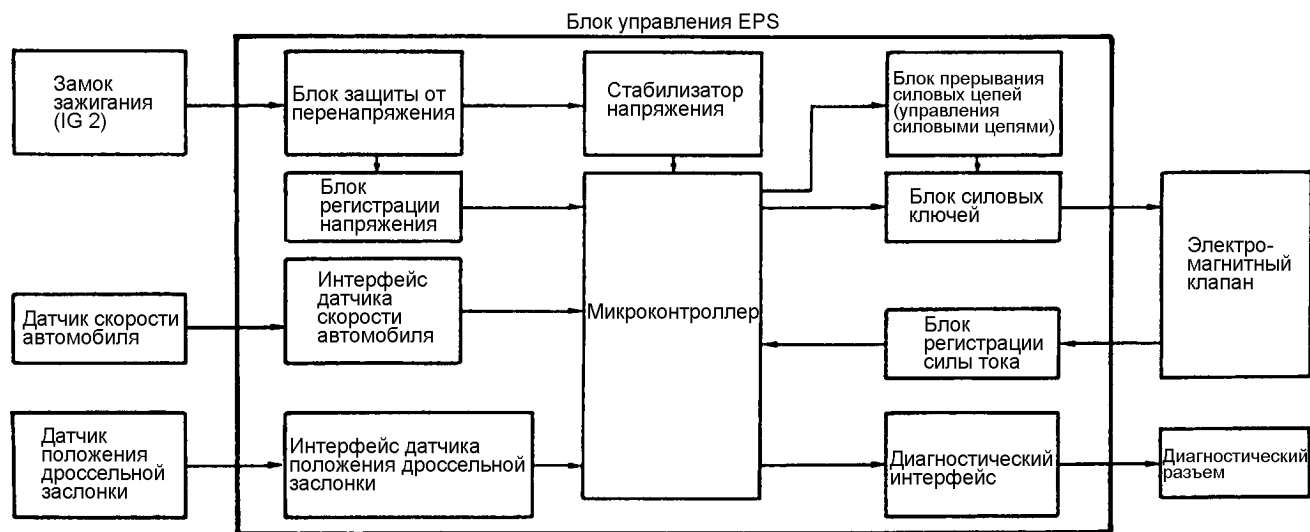 Блок управления EPS
Замок
зажигания
(IG 2)
Блок защиты от
перенапряжения
Стабилизатор
напряжения
Блок прерывания
силовых цепей
(управления
силовыми цепями)
Блок
регистрации
напряжения
Блок силовых
ключей
Электро-
магнитный
клапан
Датчик скорости
автомобиля
Интерфейс
датчика
скорости
автомобиля
Микроконтроллер
Блок
регистрации
силы тока
Датчик
положения
дроссельной
заслонки
Интерфейс датчика
положения дроссельной
заслонки
Диагностический
интерфейс
Диагностический
разъем